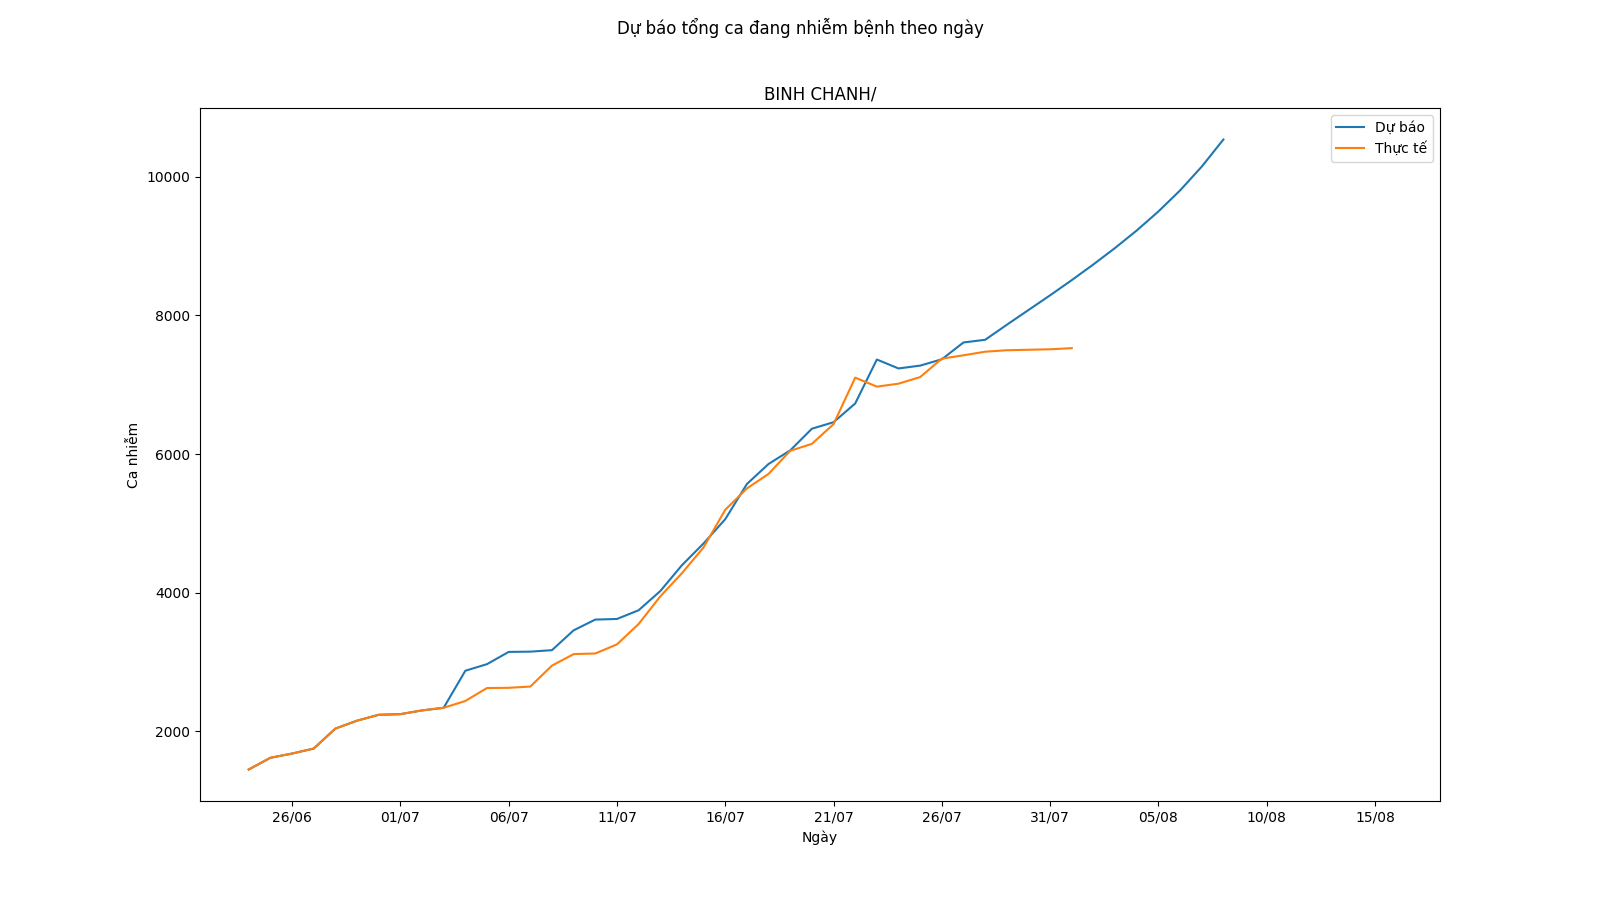 Dự báo tổng ca đang nhiễm bệnh theo ngày
BINH CHANH/
Dự báo
Thực tế
10000
8000
6000
4000
2000
Ca nhiễm
26/06 01/07 06/07 11/07 16/07 21/07 26/07 31/07 05/08 10/08 15/08
Ngày